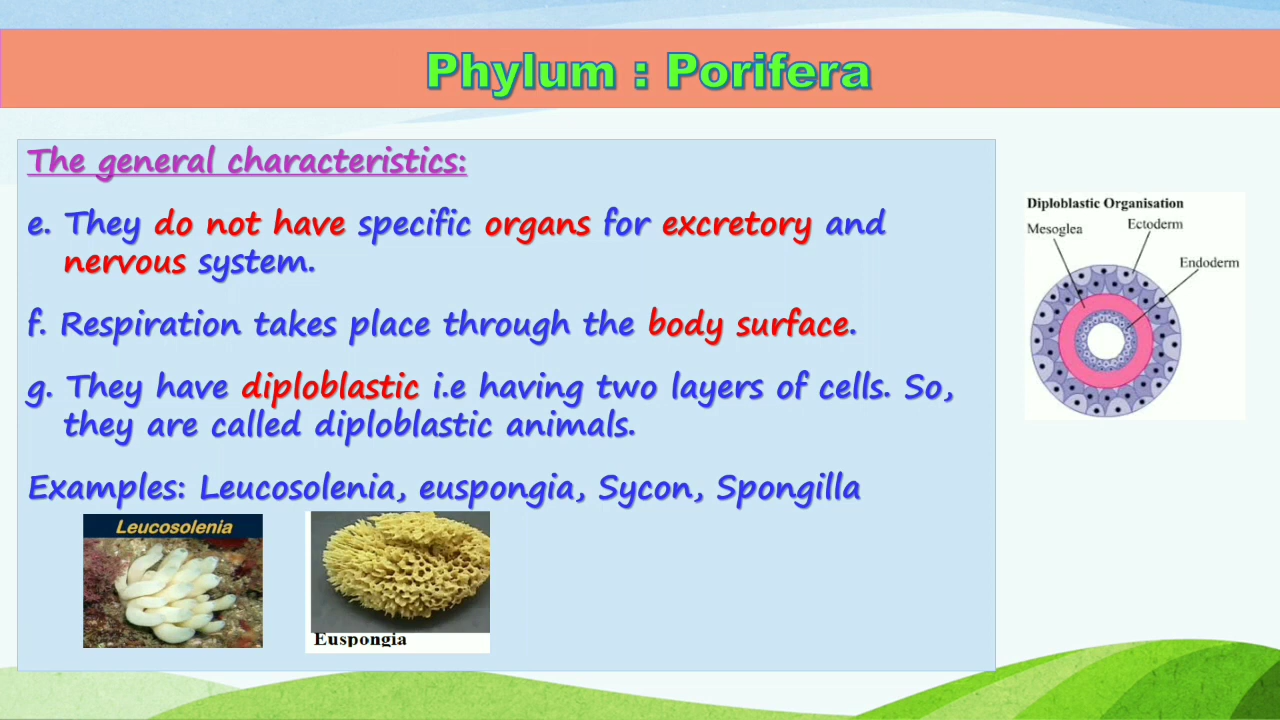 Phylum : Porifera
The general characteristics:
e. They do not have specific organs for excretory and
nervous system.
f. Respiration takes place through the body surface.
g. They have diploblastic i.e having two layers of cells. So,
they are called diploblastic animals.
Examples: Leucosolenia, euspongia, Sycon, Spongilla
Leucosolenia
Euspongia
Diploblastic Organisation
Mesoglea
Ectoderm
Endoderm